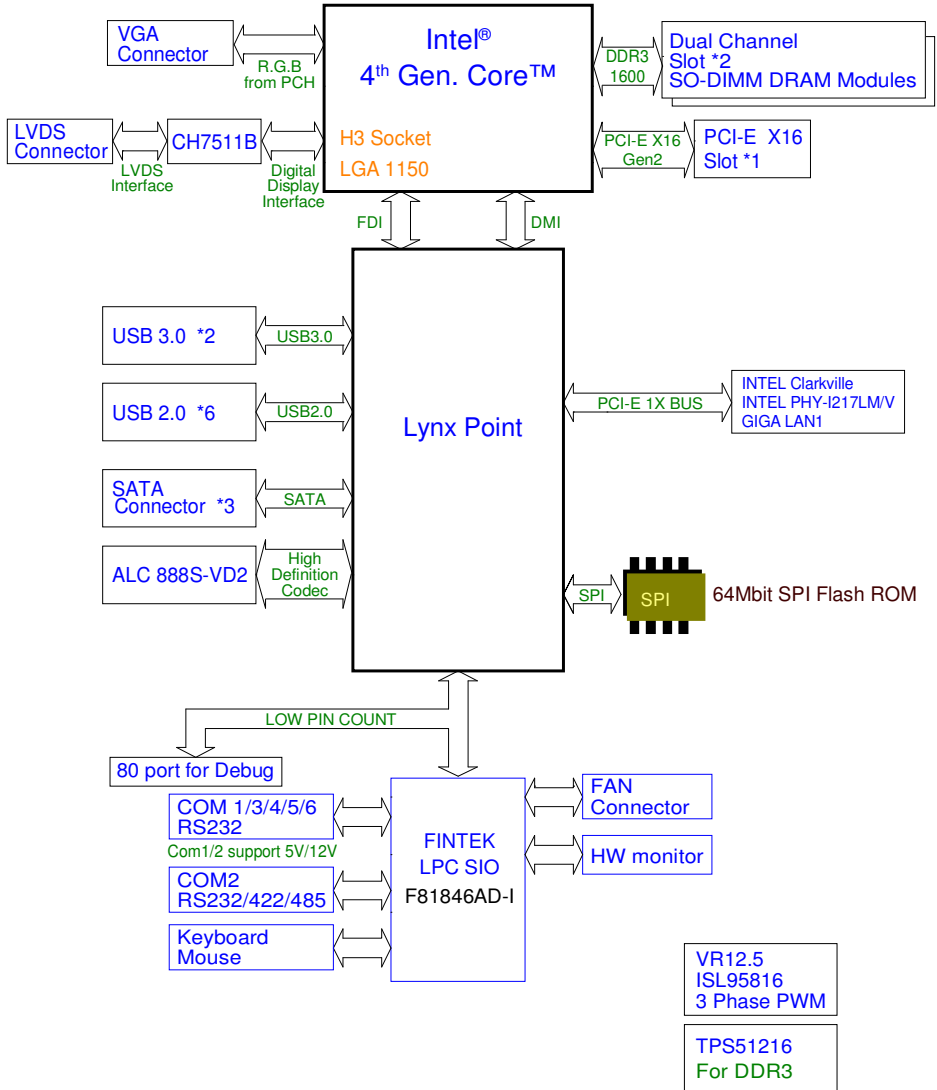 VGA
Connector
R.G.B
from PCH
Intel®
4th Gen. Core™
H3 Socket
LGA 1150
DDR3
1600
Dual Channel
Slot *2
SO-DIMM DRAM Modules
LVDS
Connector
LVDS
Interface
CH7511B
Digital
Display
Interface
PCI-E X16
Gen2
PCI-E X16
Slot *1
FDI
DMI
Lynx Point
USB 3.0 *2
USB3.0
USB 2.0 *6
USB2.0
SATA
Connector *3
SATA
ALC 888S-VD2
High
Definition
Codec
PCI-E 1X BUS
INTEL Clarkville
INTEL PHY-I217LM/V
GIGA LAN1
SPI
SPI
64Mbit SPI Flash ROM
LOW PIN COUNT
80 port for Debug
COM 1/3/4/5/6
RS232
Com1/2 support 5V/12V
COM2
RS232/422/485
Keyboard
Mouse
FINTEK
LPC SIO
F81846AD-I
FAN
Connector
HW monitor
VR12.5
ISL95816
3 Phase PWM
TPS51216
For DDR3